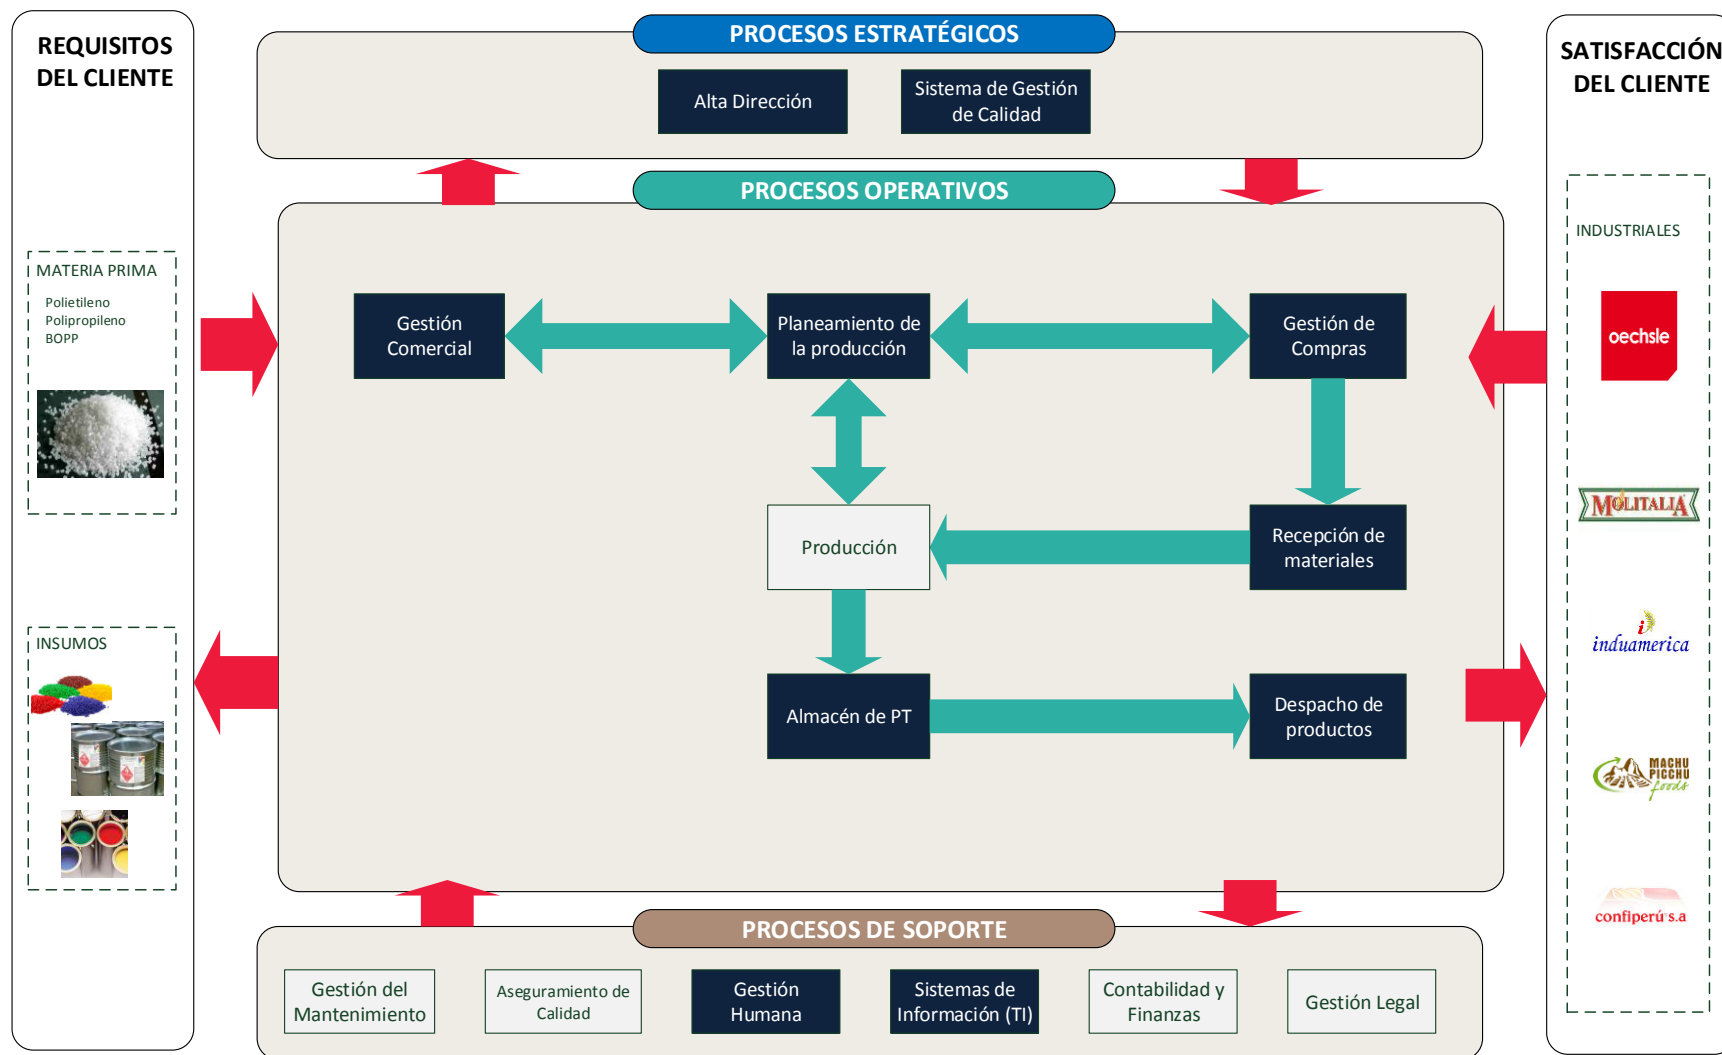 REQUISITOS
DEL CLIENTE
MATERIA PRIMA
Polietileno
Polipropileno
BOPP
INSUMOS
PROCESOS ESTRATÉGICOS
Alta Dirección
Sistema de Gestión
de Calidad
PROCESOS OPERATIVOS
Gestión
Comercial
Planeamiento de
la producción
Gestión de
Compras
Producción
Recepción de
materiales
Almacén de PT
Despacho de
productos
PROCESOS DE SOPORTE
Gestión del
Mantenimiento
Aseguramiento de
Calidad
Gestión
Humana
Sistemas de
Información (TI)
Contabilidad y
Finanzas
Gestión Legal
SATISFACCIÓN
DEL CLIENTE
INDUSTRIALES
oechsle
MOLITALIA
induamerica
MACHU
PICCHU
foods
confiperú s.a